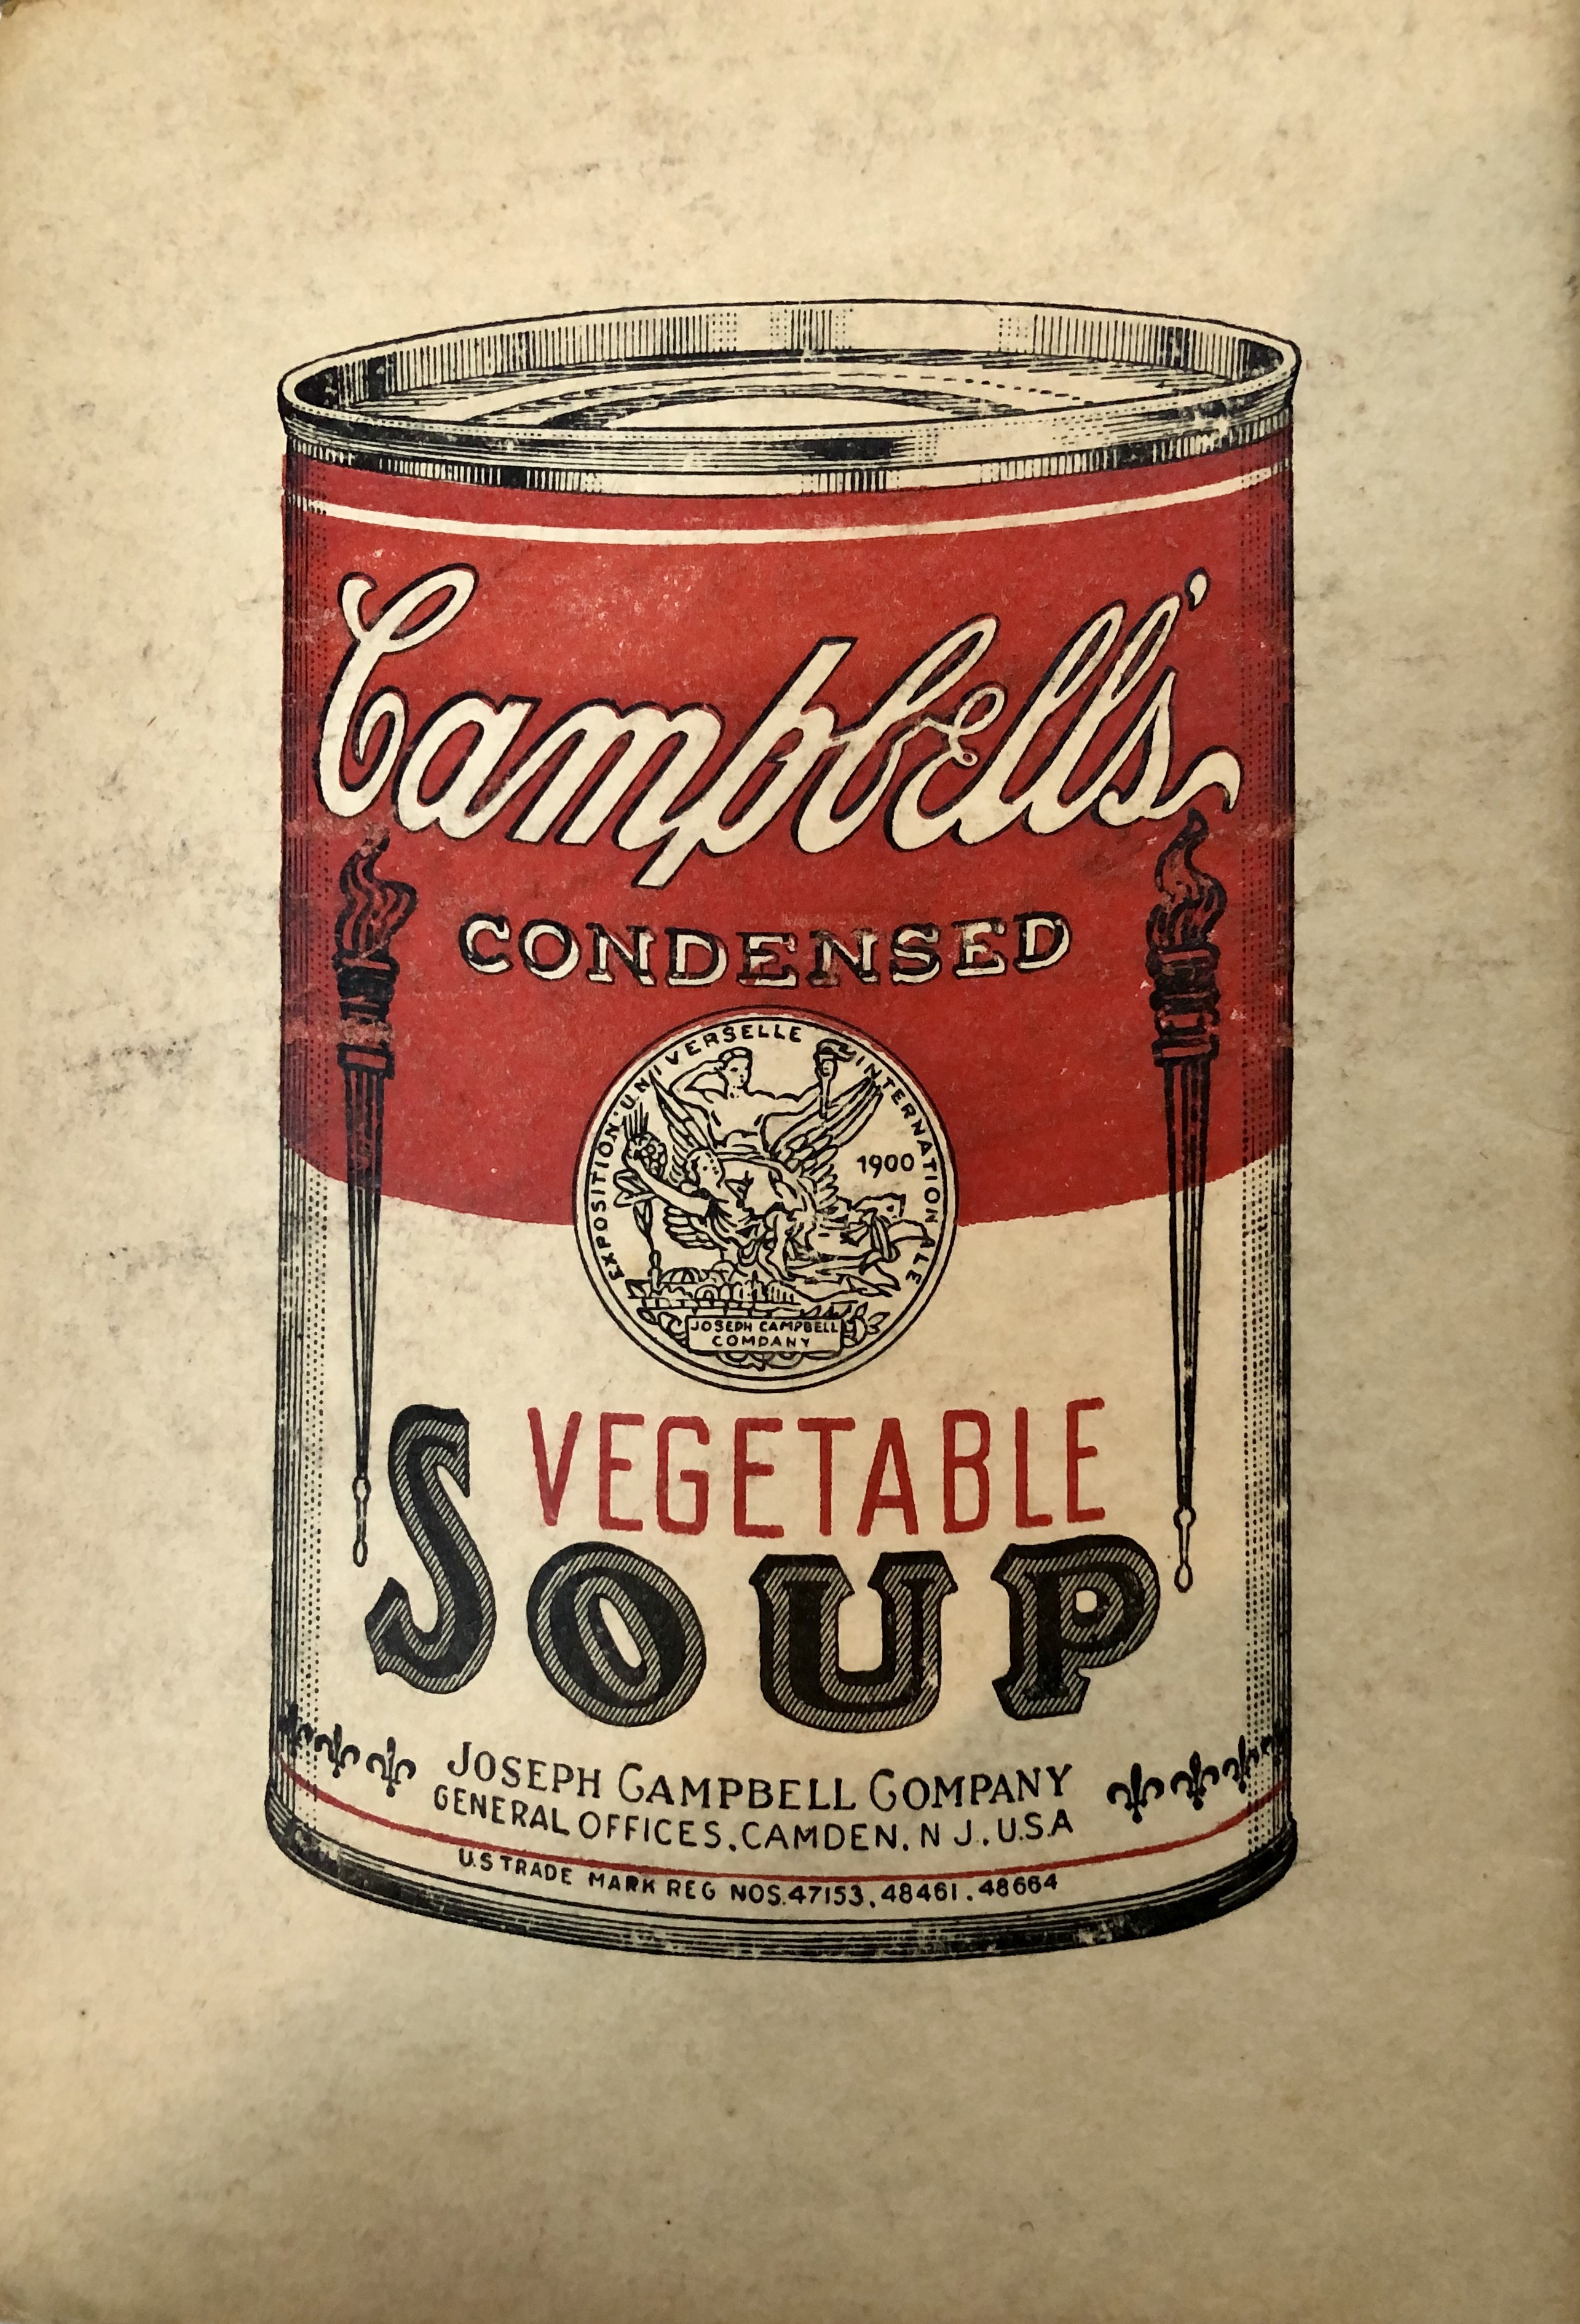 Campbell's
CONDENSED
EXPOSITION·UNIVERSELLE INTERNATIONALE
1900
JOSEPH CAMPBELL
COMPANY
VEGETABLE
SOUP
JOSEPH CAMPBELL COMPANY
GENERAL OFFICES, CAMDEN, N J., U.S.A
U.S TRADE MARK REG NOS. 47153, 48461, 48664